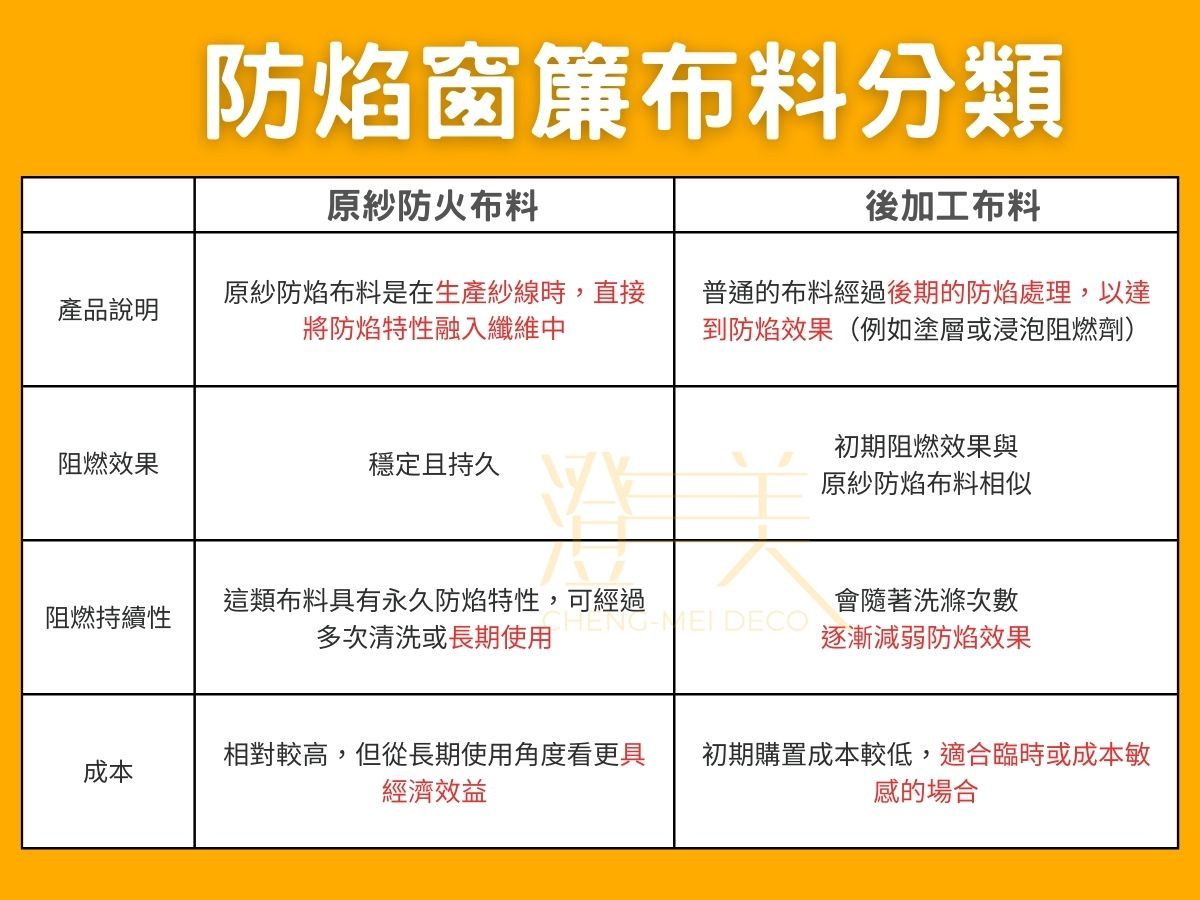 防焰窗簾布料分類
原紗防火布料
後加工布料
產品說明
原紗防焰布料是在生產紗線時，直接
將防焰特性融入纖維中
普通的布料經過後期的防焰處理，以達
到防焰效果（例如塗層或浸泡阻燃劑）
阻燃效果
穩定且持久
初期阻燃效果與
原紗防焰布料相似
阻燃持續性
這類布料具有永久防焰特性，可經過
多次清洗或長期使用
會隨著洗滌次數
逐漸減弱防焰效果
成本
相對較高，但從長期使用角度看更具
經濟效益
初期購置成本較低，適合臨時或成本敏
感的場合
澄美
CHENG-MEI DECO